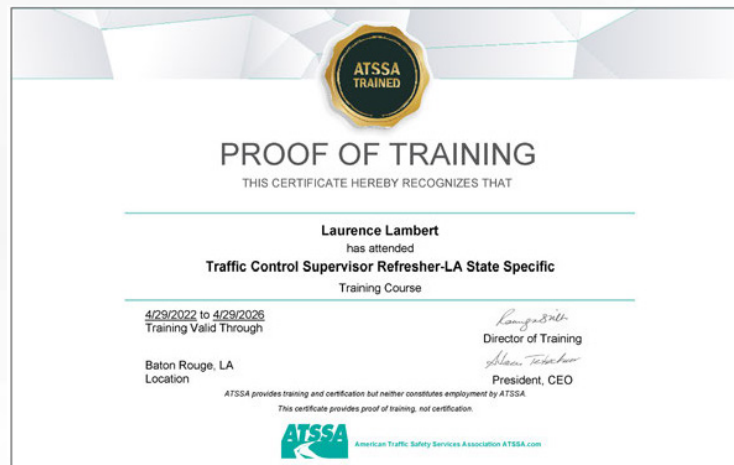 ATSSA
TRAINED
PROOF OF TRAINING
THIS CERTIFICATE HEREBY RECOGNIZES THAT
Laurence Lambert
has attended
Traffic Control Supervisor Refresher-LA State Specific
Training Course
4/29/2022 to 4/29/2026
Training Valid Through
Director of Training
Baton Rouge, LA
Location
President, CEO
ATSSA provides training and certification but neither constitutes employment by ATSSA.
This certificate provides proof of training, not certification.
ATSSA
American Traffic Safety Services Association ATSSA.com